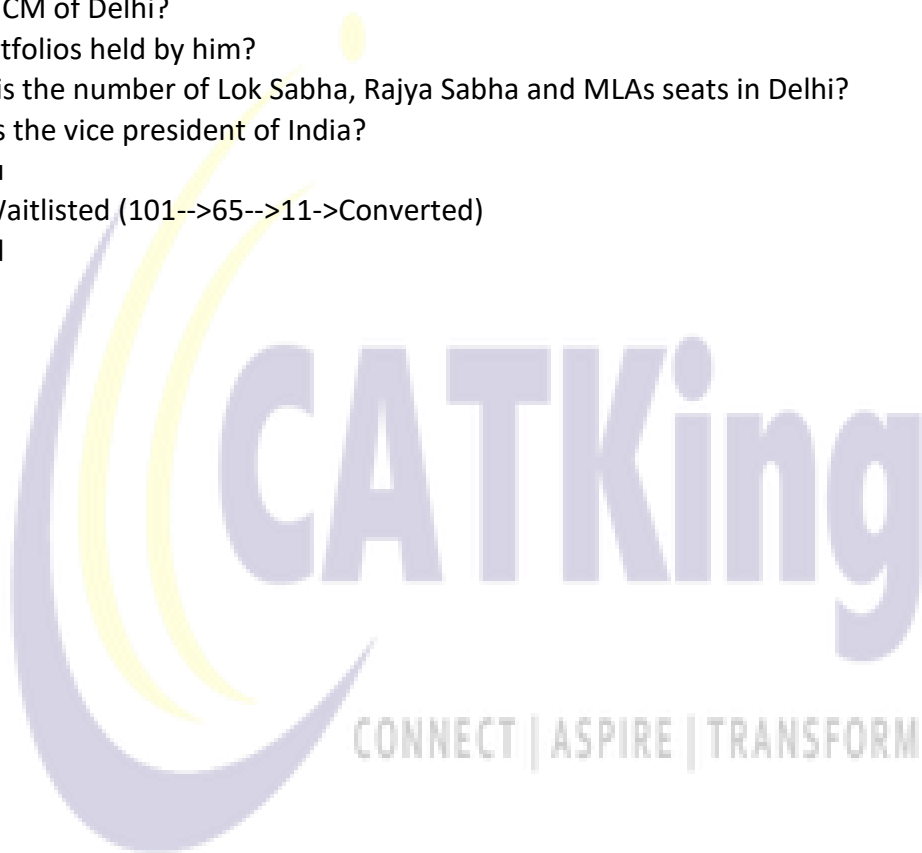 CM of Delhi?
tfolios held by him?
is the number of Lok Sabha, Rajya Sabha and MLAs seats in Delhi?
s the vice president of India?
aitlisted (101-->65-->11->Converted)
CATKing
CONNECT | ASPIRE | TRANSFORM